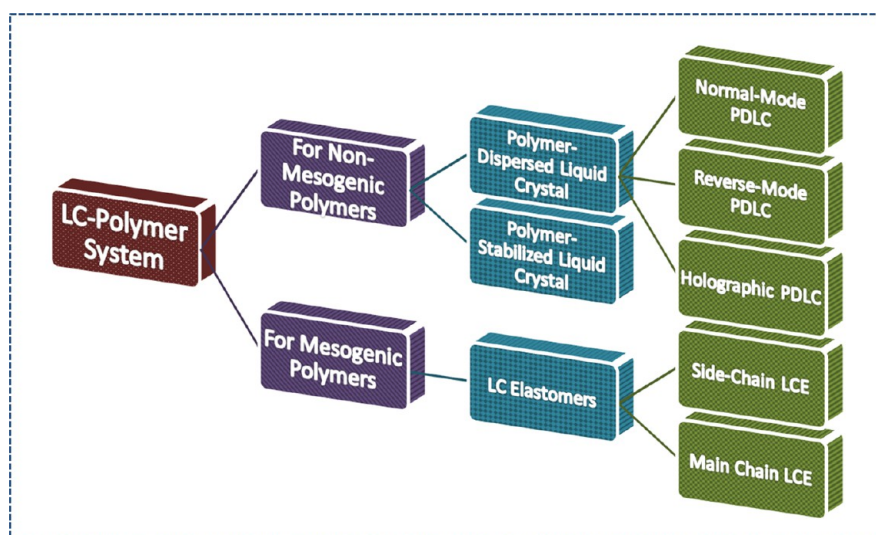 LC-Polymer
System
For Non-
Mesogenic
Polymers
For Mesogenic
Polymers
Polymer-
Dispersed Liquid
Crystal
Polymer-
Stabilized Liquid
Crystal
LC Elastomers
Normal-Mode
PDLC
Reverse-Mode
PDLC
Holographic PDLC
Side-Chain LCE
Main Chain LCE